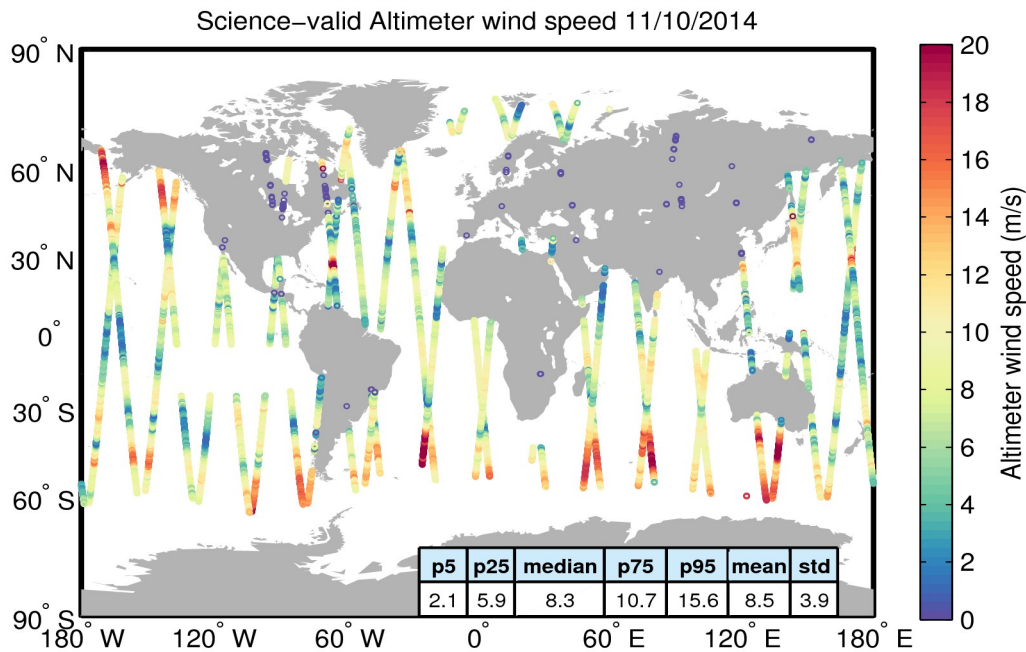 Science−valid Altimeter wind speed 11/10/2014
90° N
60° N
30° N
0°
30° S
60° S
90° S
180° W
120° W
60° W
0°
60° E
120° E
180° E
p5 p25 median p75 p95 mean std
2.1 5.9 8.3 10.7 15.6 8.5 3.9
20
18
16
14
12
10
8
6
4
2
0
Altimeter wind speed (m/s)